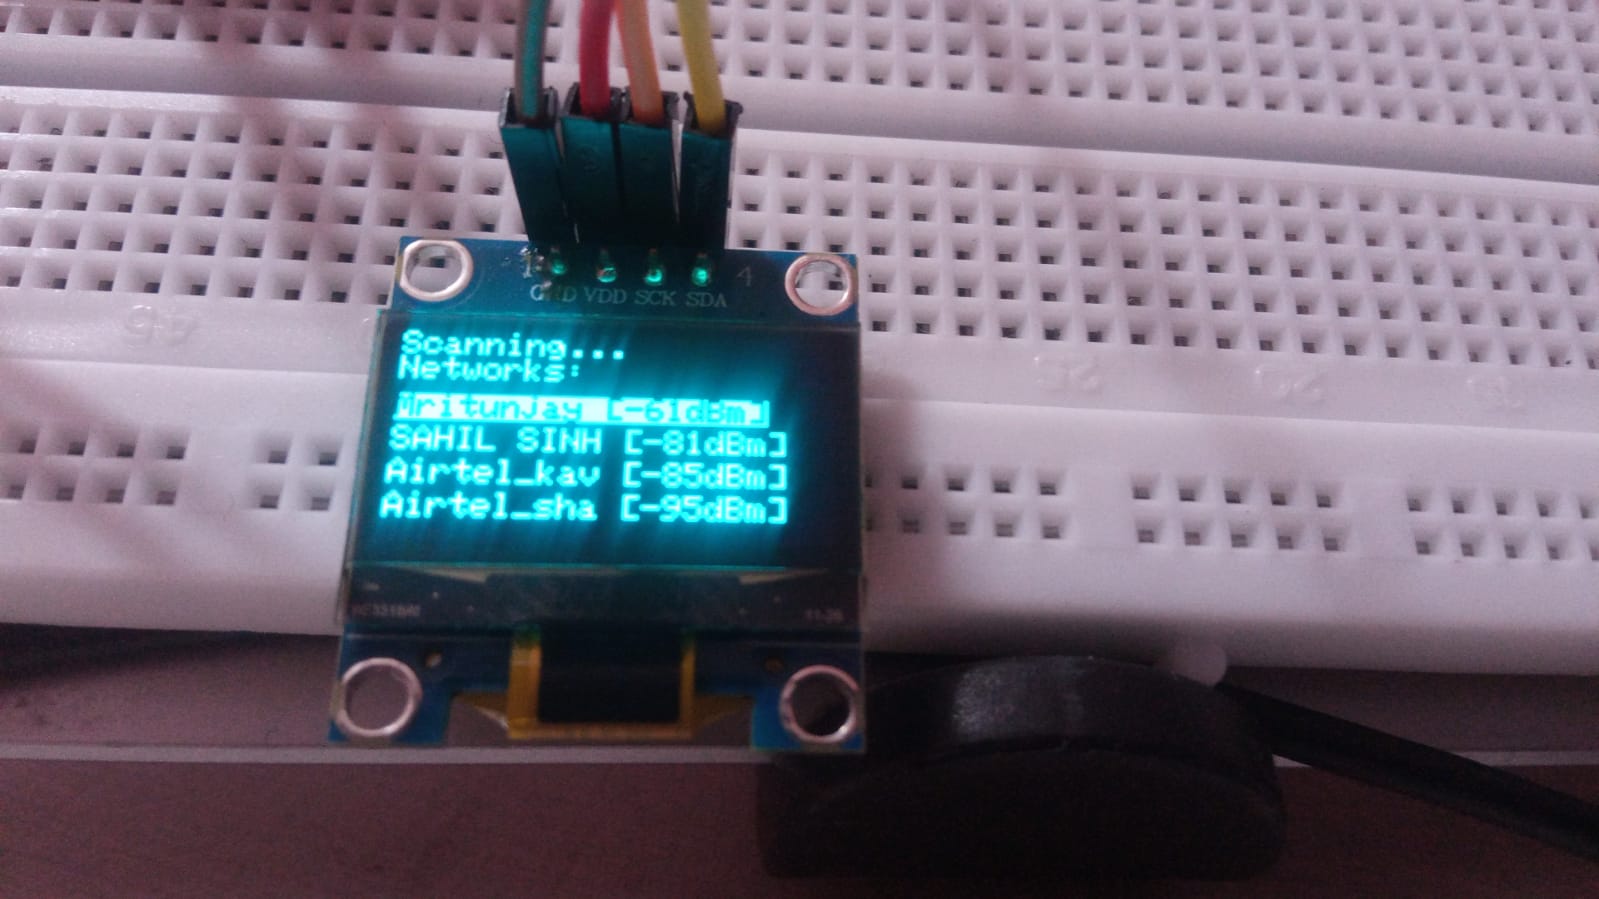 1 4
GND VDD SCK SDA
Scanning...
Networks:
Mritunjay [-61dBm]
SAHIL SINH [-81dBm]
Airtel_kav [-85dBm]
Airtel_sha [-95dBm]
45
25
20